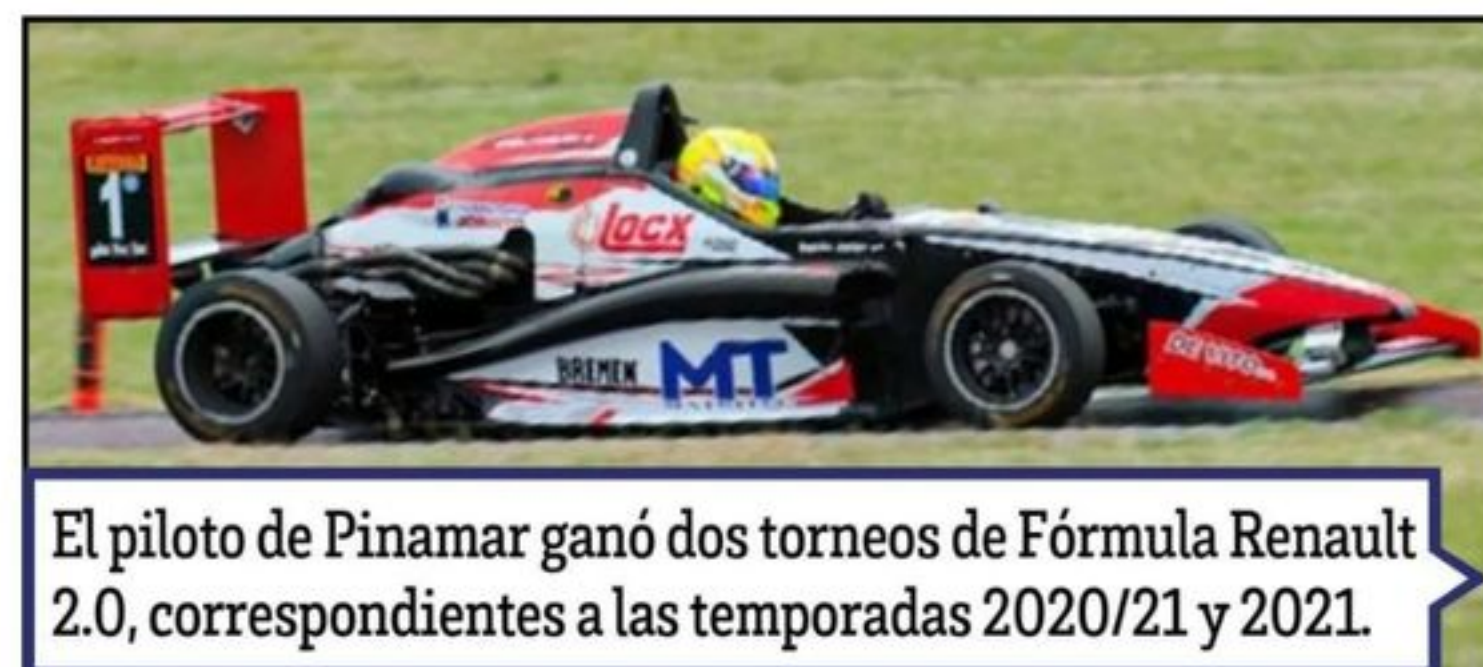 1°
Locx
BREMEN MT
DE VITO
El piloto de Pinamar ganó dos torneos de Fórmula Renault
2.0, correspondientes a las temporadas 2020/21 y 2021.